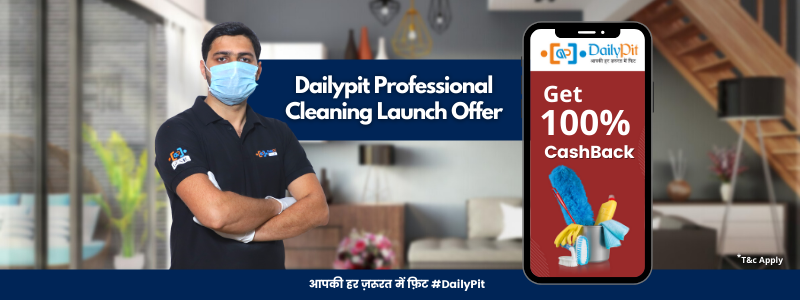 Dailypit Professional
Cleaning Launch Offer
DailyPit
आपकी हर ज़रूरत में फिट
Get
100%
CashBack
*T&c Apply
आपकी हर ज़रूरत में फ़िट #DailyPit